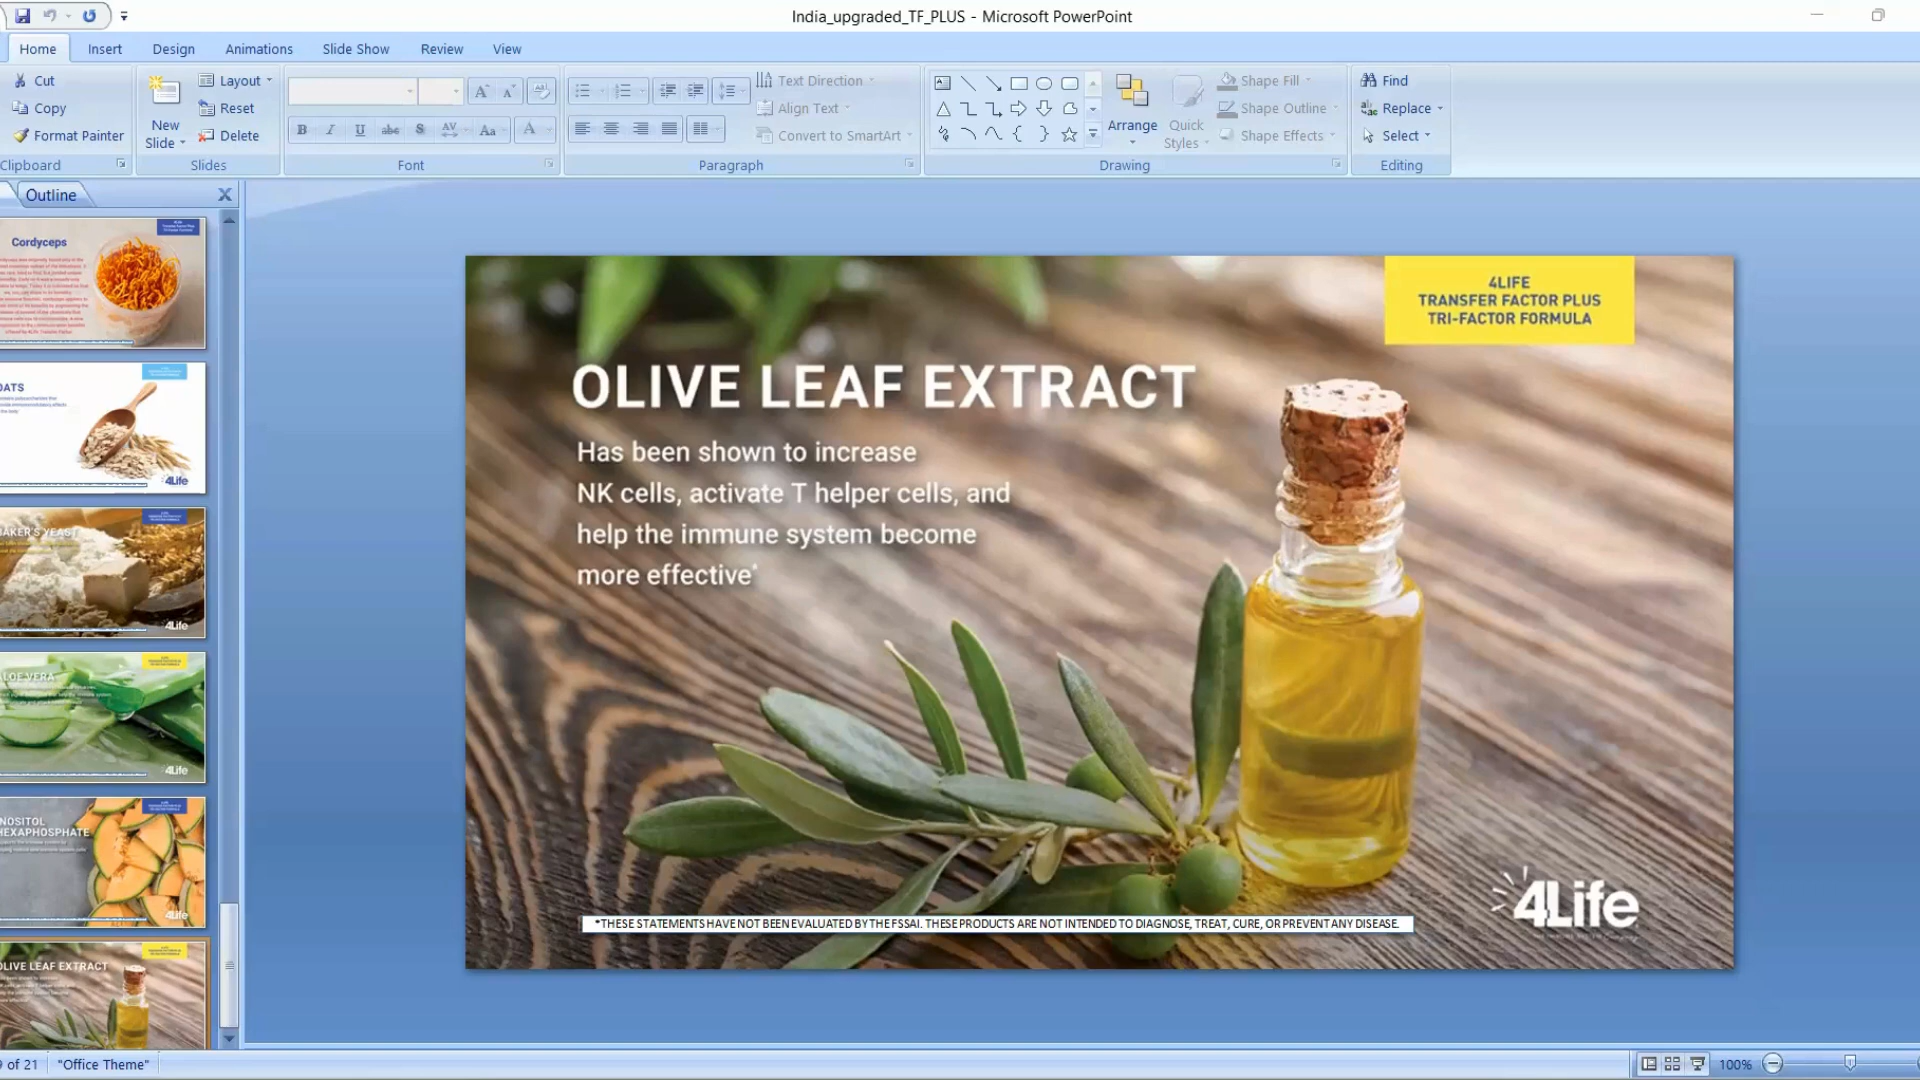 India_upgraded_TF_PLUS - Microsoft PowerPoint
Home Insert Design Animations Slide Show Review View
Cut
Copy
Format Painter
Clipboard
New
Slide
Layout
Reset
Delete
Slides
Font
Text Direction
Align Text
Convert to SmartArt
Paragraph
Arrange
Quick
Styles
Shape Fill
Shape Outline
Shape Effects
Drawing
Find
Replace
Select
Editing
Outline
Cordyceps
OATS
4Life
BAKER'S YEAST
4Life
ALOE VERA
4Life
INOSITOL
HEXAPHOSPHATE
4Life
OLIVE LEAF EXTRACT
4LIFE
TRANSFER FACTOR PLUS
TRI-FACTOR FORMULA
OLIVE LEAF EXTRACT
Has been shown to increase
NK cells, activate T helper cells, and
help the immune system become
more effective*
*THESE STATEMENTS HAVE NOT BEEN EVALUATED BY THE FSSAI. THESE PRODUCTS ARE NOT INTENDED TO DIAGNOSE, TREAT, CURE, OR PREVENT ANY DISEASE.
4Life
of 21 "Office Theme"
100%